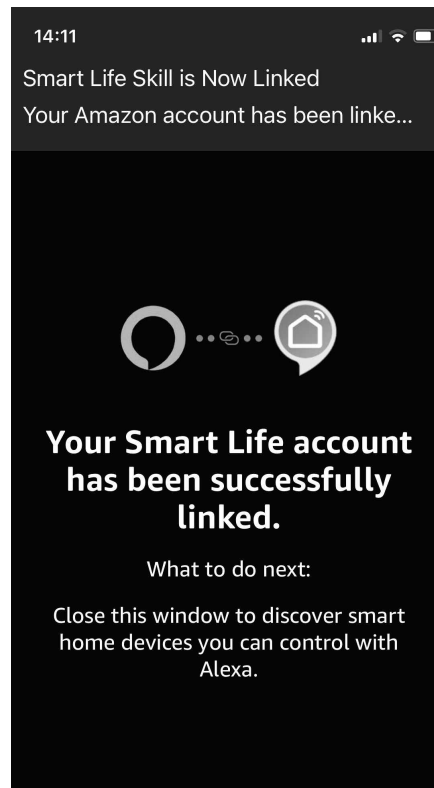 14:11
Smart Life Skill is Now Linked
Your Amazon account has been linke...
Your Smart Life account
has been successfully
linked.
What to do next:
Close this window to discover smart
home devices you can control with
Alexa.